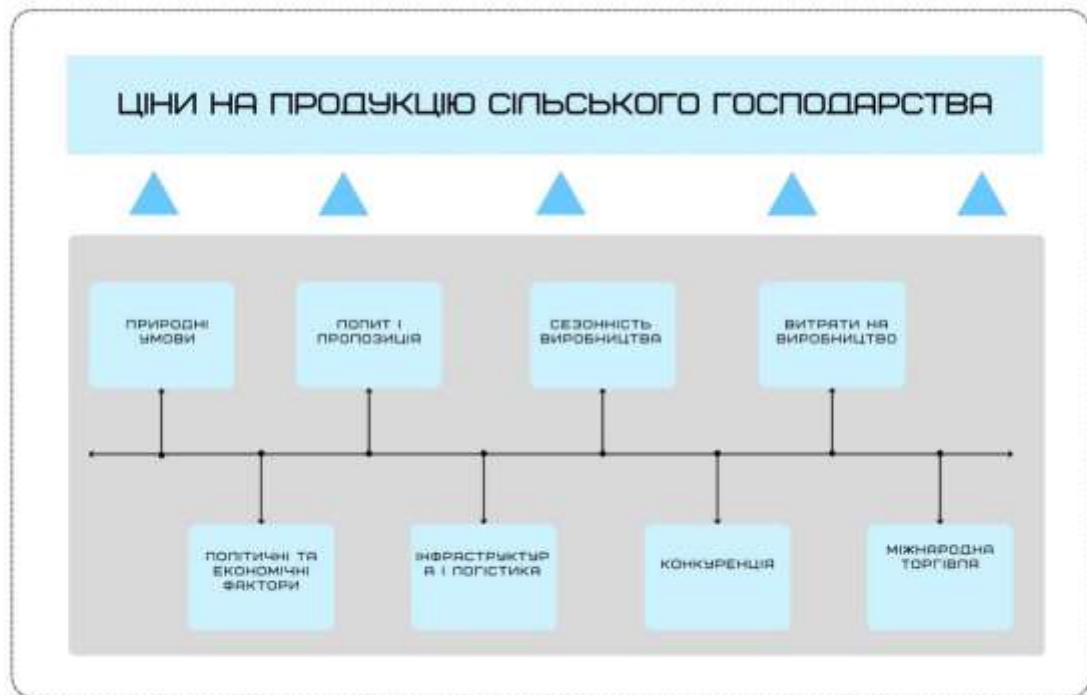 ЦІНИ НА ПРОДУКЦІЮ СІЛЬСЬКОГО ГОСПОДАРСТВА
ПРИРОДНІ
УМОВИ
ПОПИТ І
ПРОПОЗИЦІЯ
СЕЗОННІСТЬ
ВИРОБНИЦТВА
ВИТРАТИ НА
ВИРОБНИЦТВО
ПОЛІТИЧНІ ТА
ЕКОНОМІЧНІ
ФАКТОРИ
ІНФРАСТРУКТУР
А І ЛОГІСТИКА
КОНКУРЕНЦІЯ
МІЖНАРОДНА
ТОРГІВЛЯ